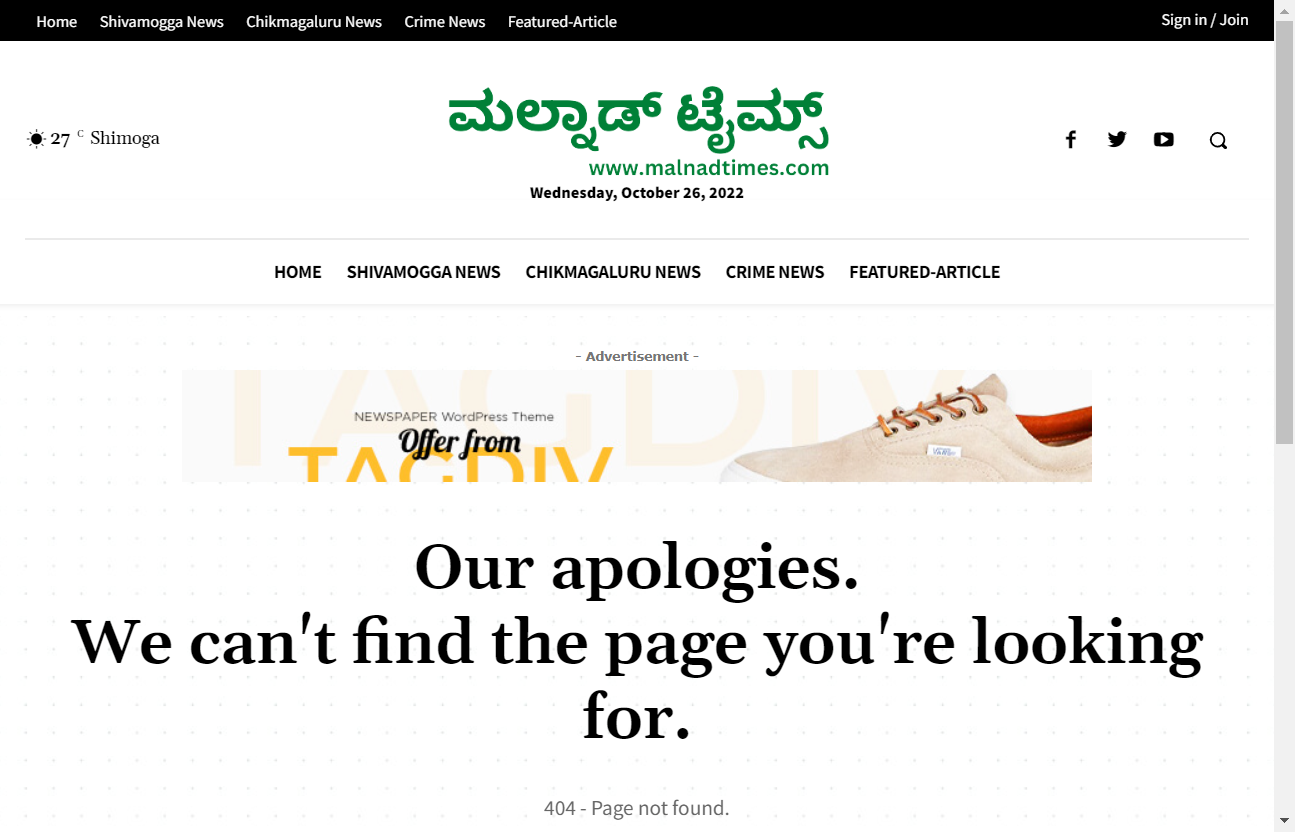 Home Shivamogga News Chikmagaluru News Crime News Featured-Article Sign in / Join
ಮಲ್ನಾಡ್ ಟೈಮ್ಸ್
27 C Shimoga
www.malnadtimes.com
Wednesday, October 26, 2022
HOME SHIVAMOGGA NEWS CHIKMAGALURU NEWS CRIME NEWS FEATURED-ARTICLE
- Advertisement -
NEWSPAPER WordPress Theme
Offer from
TAGDIV
Our apologies.
We can't find the page you're looking
for.
404 - Page not found.